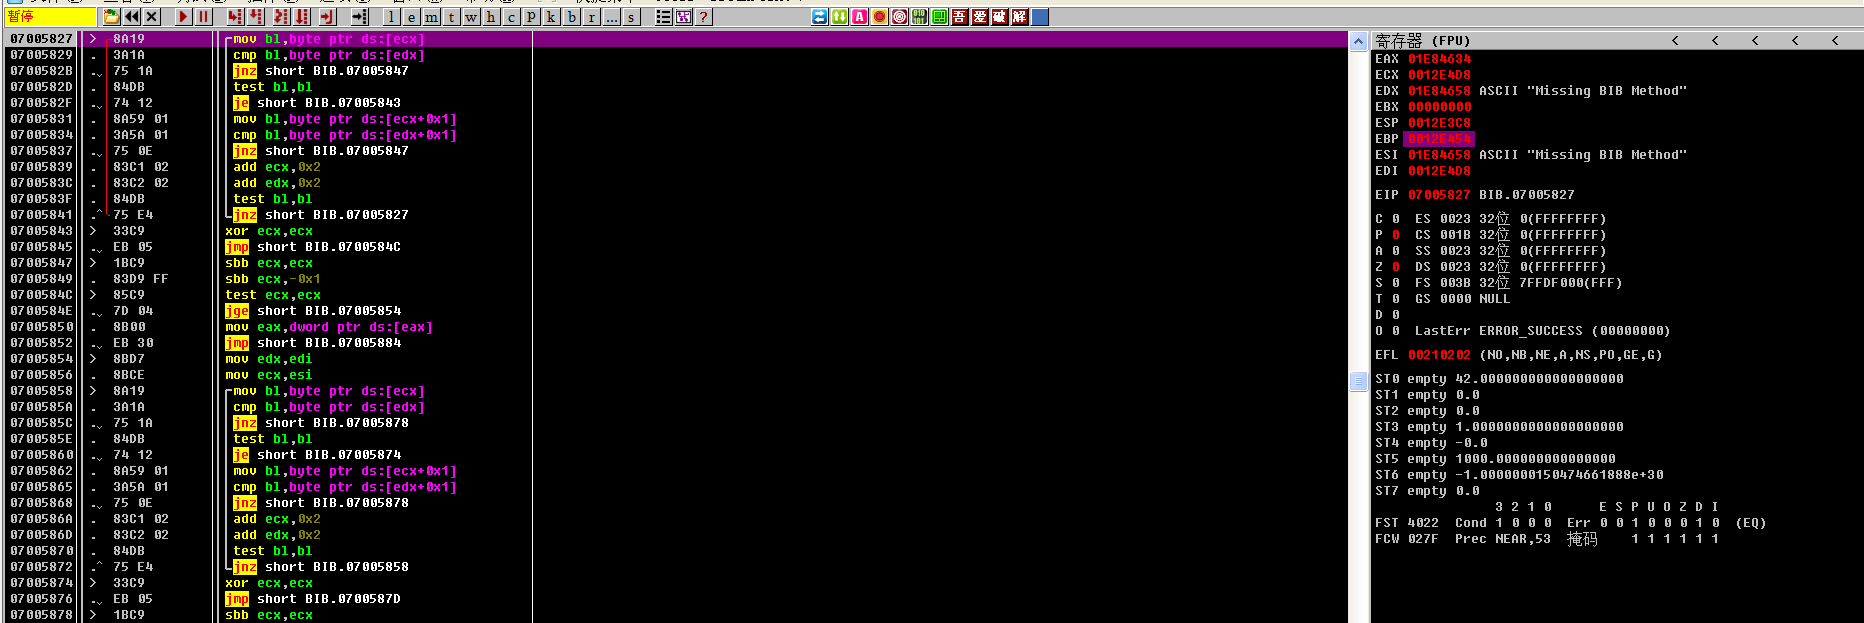 暂停
l e m t w h c p k b r ... s
?
A
吾 爱 破 解
寄存器 (FPU) < < < < <
07005827 > 8A19 mov bl,byte ptr ds:[ecx]
07005829 . 3A1A cmp bl,byte ptr ds:[edx]
0700582B . 75 1A jnz short BIB.07005847
0700582D . 84DB test bl,bl
0700582F . 74 12 je short BIB.07005843
07005831 . 8A59 01 mov bl,byte ptr ds:[ecx+0x1]
07005834 . 3A5A 01 cmp bl,byte ptr ds:[edx+0x1]
07005837 . 75 0E jnz short BIB.07005847
07005839 . 83C1 02 add ecx,0x2
0700583C . 83C2 02 add edx,0x2
0700583F . 84DB test bl,bl
07005841 .^ 75 E4 jnz short BIB.07005827
07005843 > 33C9 xor ecx,ecx
07005845 . EB 05 jmp short BIB.0700584C
07005847 > 1BC9 sbb ecx,ecx
07005849 . 83D9 FF sbb ecx,-0x1
0700584C > 85C9 test ecx,ecx
0700584E . 7D 04 jge short BIB.07005854
07005850 . 8B00 mov eax,dword ptr ds:[eax]
07005852 . EB 30 jmp short BIB.07005884
07005854 > 8BD7 mov edx,edi
07005856 . 8BCE mov ecx,esi
07005858 > 8A19 mov bl,byte ptr ds:[ecx]
0700585A . 3A1A cmp bl,byte ptr ds:[edx]
0700585C . 75 1A jnz short BIB.07005878
0700585E . 84DB test bl,bl
07005860 . 74 12 je short BIB.07005874
07005862 . 8A59 01 mov bl,byte ptr ds:[ecx+0x1]
07005865 . 3A5A 01 cmp bl,byte ptr ds:[edx+0x1]
07005868 . 75 0E jnz short BIB.07005878
0700586A . 83C1 02 add ecx,0x2
0700586D . 83C2 02 add edx,0x2
07005870 . 84DB test bl,bl
07005872 .^ 75 E4 jnz short BIB.07005858
07005874 > 33C9 xor ecx,ecx
07005876 . EB 05 jmp short BIB.0700587D
07005878 > 1BC9 sbb ecx,ecx
EAX 01E84634
ECX 0012E4D8
EDX 01E84658 ASCII "Missing BIB Method"
EBX 00000000
ESP 0012E3C8
EBP 0012E454
ESI 01E84658 ASCII "Missing BIB Method"
EDI 0012E4D8
EIP 07005827 BIB.07005827
C 0 ES 0023 32位 0(FFFFFFFF)
P 0 CS 001B 32位 0(FFFFFFFF)
A 0 SS 0023 32位 0(FFFFFFFF)
Z 0 DS 0023 32位 0(FFFFFFFF)
S 0 FS 003B 32位 7FFDF000(FFF)
T 0 GS 0000 NULL
D 0
O 0 LastErr ERROR_SUCCESS (00000000)
EFL 00210202 (NO,NB,NE,A,NS,PO,GE,G)
ST0 empty 42.000000000000000000
ST1 empty 0.0
ST2 empty 0.0
ST3 empty 1.0000000000000000000
ST4 empty -0.0
ST5 empty 1000.0000000000000000
ST6 empty -1.0000000150474661888e+30
ST7 empty 0.0
3 2 1 0 E S P U O Z D I
FST 4022 Cond 1 0 0 0 Err 0 0 1 0 0 0 1 0 (EQ)
FCW 027F Prec NEAR,53 掩码 1 1 1 1 1 1